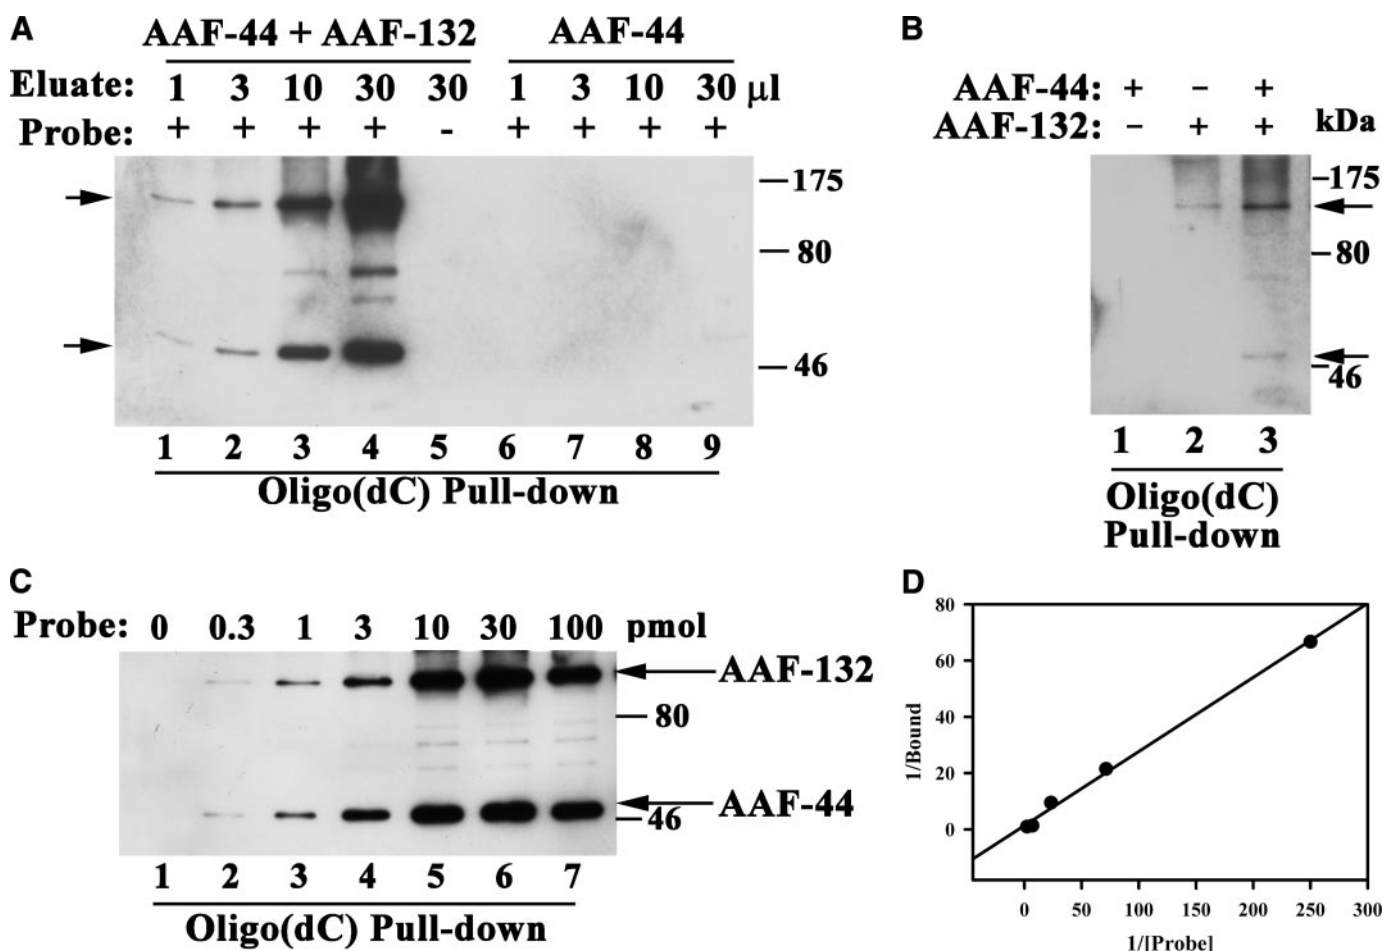 A
AAF-44 + AAF-132 AAF-44
Eluate: 1 3 10 30 30 1 3 10 30 µl
Probe: + + + + - + + + +
175
80
46
1 2 3 4 5 6 7 8 9
Oligo(dC) Pull-down
B
AAF-44: + − +
AAF-132: − + +
kDa
175
80
46
1 2 3
Oligo(dC)
Pull-down
C
Probe: 0 0.3 1 3 10 30 100 pmol
AAF-132
80
AAF-44
46
1 2 3 4 5 6 7
Oligo(dC) Pull-down
D
80
60
40
20
0
1/Bound
0 50 100 150 200 250 300
1/[Probe]